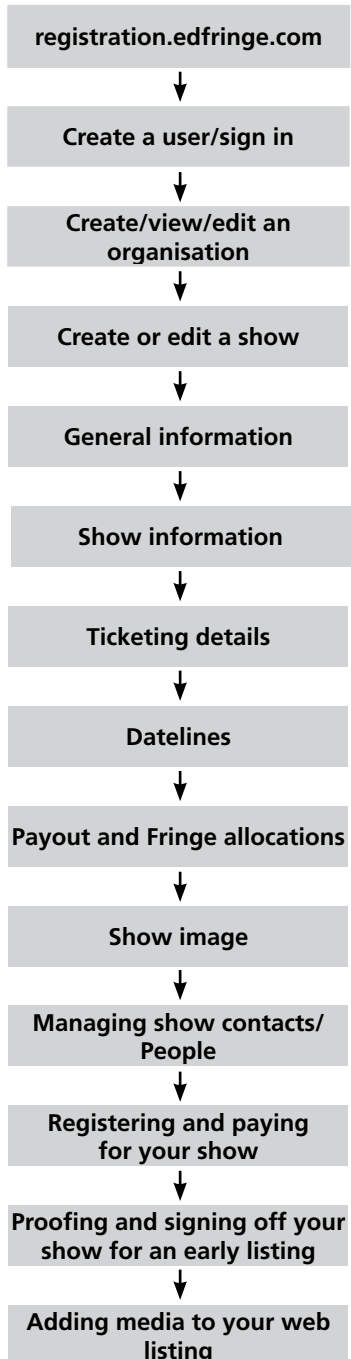 registration.edfringe.com
Create a user/sign in
Create/view/edit an
organisation
Create or edit a show
General information
Show information
Ticketing details
Datelines
Payout and Fringe allocations
Show image
Managing show contacts/
People
Registering and paying
for your show
Proofing and signing off your
show for an early listing
Adding media to your web
listing